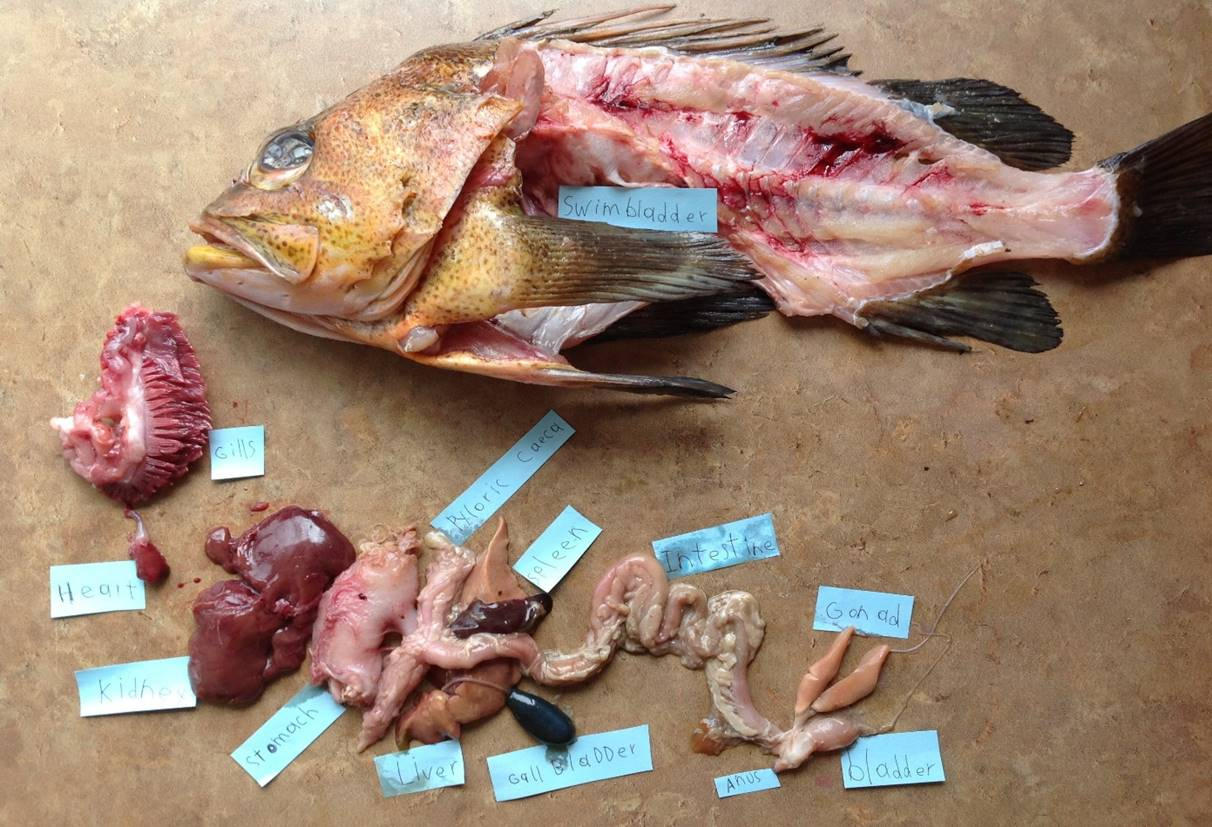 Swimbladder
Gills
Pyloric Caeca
Spleen
Intestine
Heart
Gonad
Kidney
Stomach
Liver
Gall BlaDDer
Anus
bladder